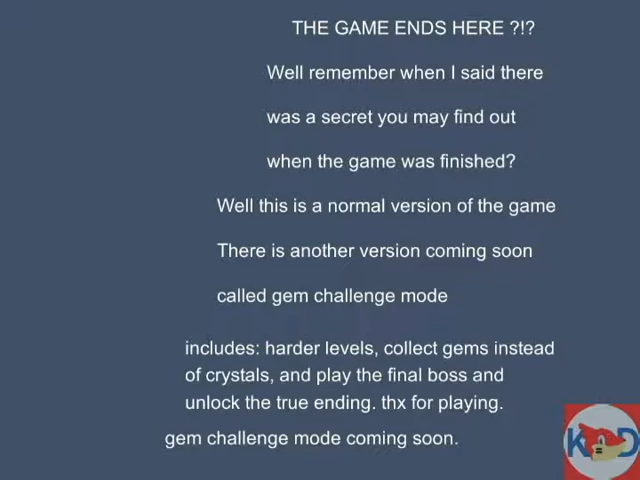 THE GAME ENDS HERE ?!?
Well remember when I said there
was a secret you may find out
when the game was finished?
Well this is a normal version of the game
There is another version coming soon
called gem challenge mode
includes: harder levels, collect gems instead
of crystals, and play the final boss and
unlock the true ending. thx for playing.
gem challenge mode coming soon.
K D